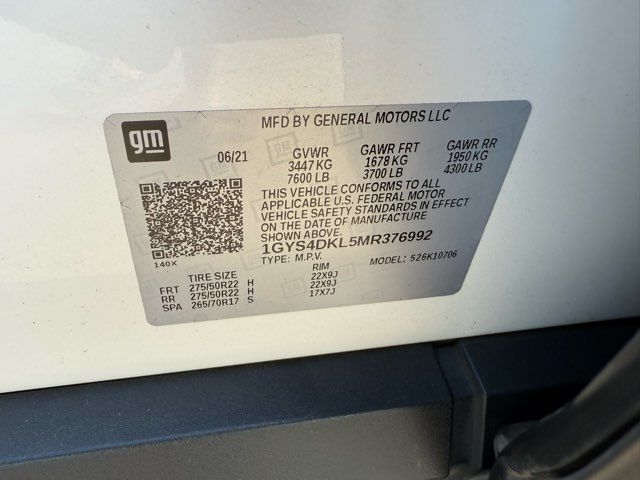 MFD BY GENERAL MOTORS LLC
gm
06/21 GVWR GAWR FRT GAWR RR
3447 KG 1678 KG 1950 KG
7600 LB 3700 LB 4300 LB
THIS VEHICLE CONFORMS TO ALL
APPLICABLE U.S. FEDERAL MOTOR
VEHICLE SAFETY STANDARDS IN EFFECT
ON THE DATE OF MANUFACTURE
SHOWN ABOVE.
1GYS4DKL5MR376992
140X TYPE: M.P.V. MODEL: 526K10706
TIRE SIZE RIM
FRT 275/50R22 H 22X9J
RR 275/50R22 H 22X9J
SPA 265/70R17 S 17X7J